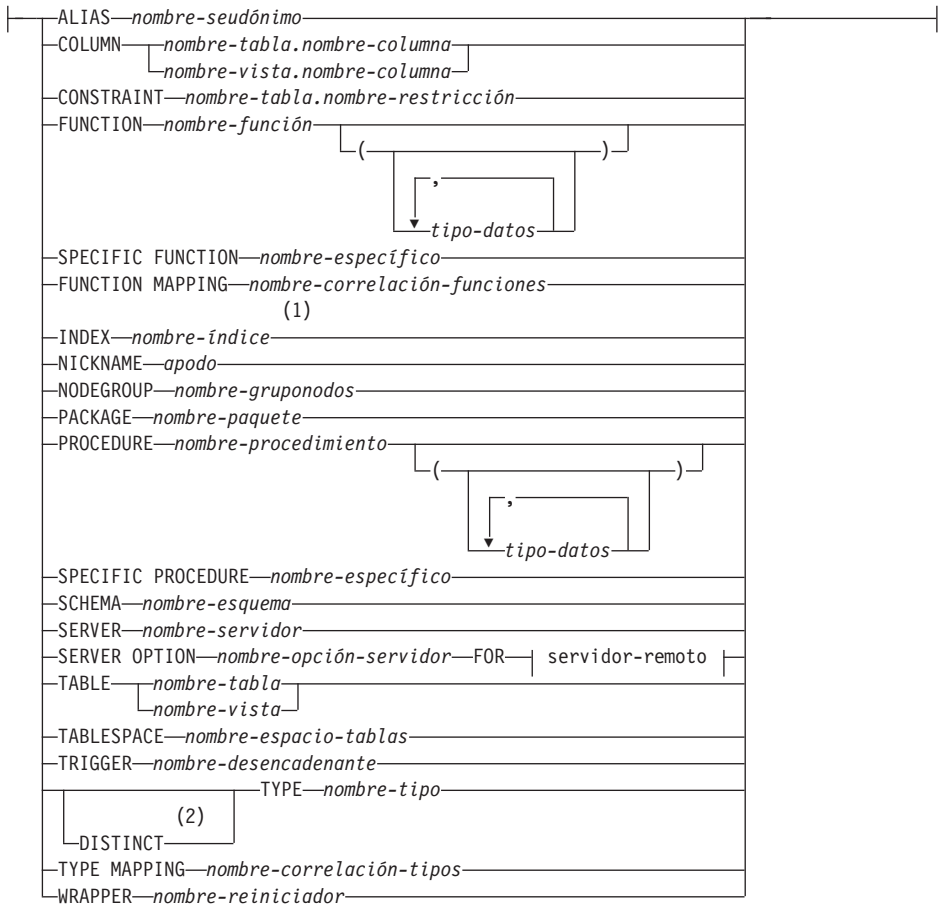 ALIAS nombre-seudónimo
COLUMN nombre-tabla.nombre-columna
nombre-vista.nombre-columna
CONSTRAINT nombre-tabla.nombre-restricción
FUNCTION nombre-función
( )
,
tipo-datos
SPECIFIC FUNCTION nombre-específico
FUNCTION MAPPING nombre-correlación-funciones
(1)
INDEX nombre-índice
NICKNAME apodo
NODEGROUP nombre-gruponodos
PACKAGE nombre-paquete
PROCEDURE nombre-procedimiento
( )
,
tipo-datos
SPECIFIC PROCEDURE nombre-específico
SCHEMA nombre-esquema
SERVER nombre-servidor
SERVER OPTION nombre-opción-servidor FOR servidor-remoto
TABLE nombre-tabla
nombre-vista
TABLESPACE nombre-espacio-tablas
TRIGGER nombre-desencadenante
TYPE nombre-tipo
(2)
DISTINCT
TYPE MAPPING nombre-correlación-tipos
WRAPPER nombre-reiniciador